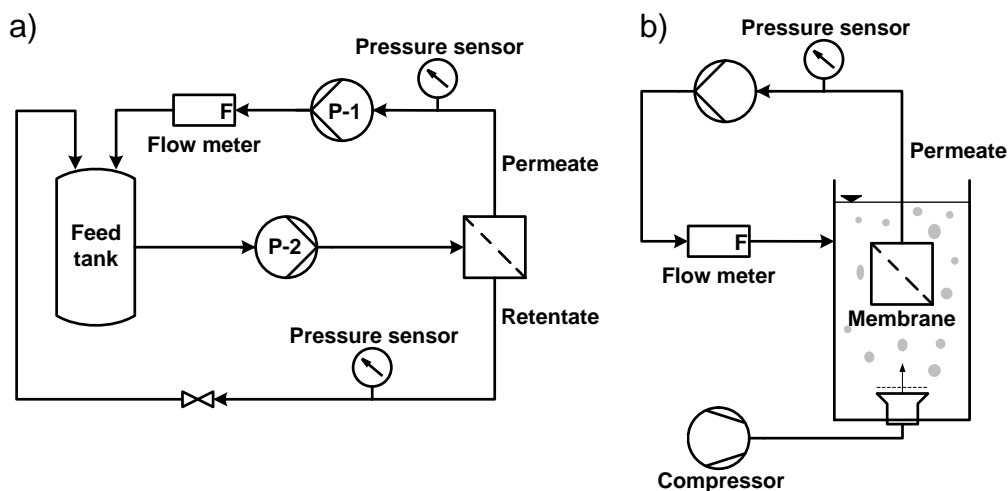 a)
Pressure sensor
F
P-1
Flow meter
Permeate
Feed
tank
P-2
Retentate
Pressure sensor
b)
Pressure sensor
Permeate
F
Flow meter
Membrane
Compressor